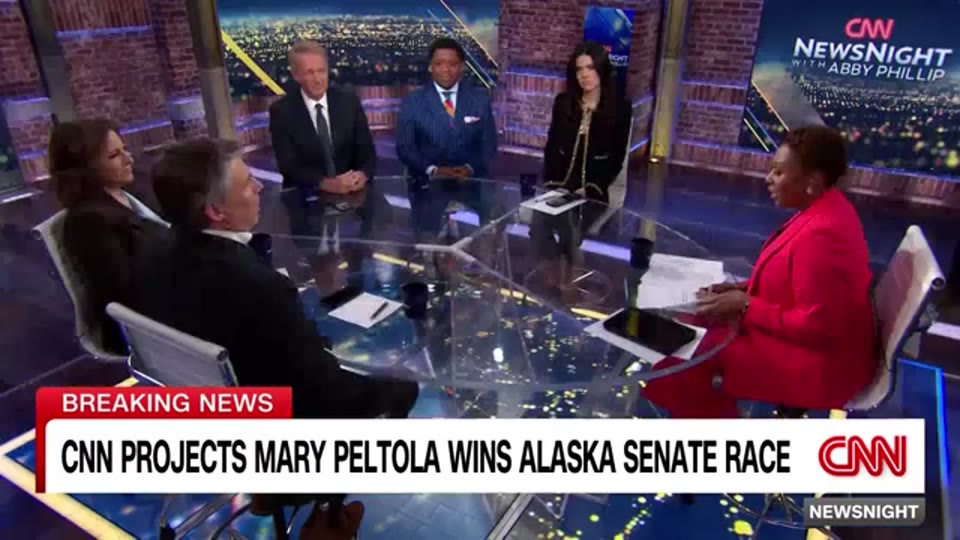 CNN
NEWSNIGHT
WITH ABBY PHILLIP
BREAKING NEWS
CNN PROJECTS MARY PELTOLA WINS ALASKA SENATE RACE
CNN
NEWSNIGHT